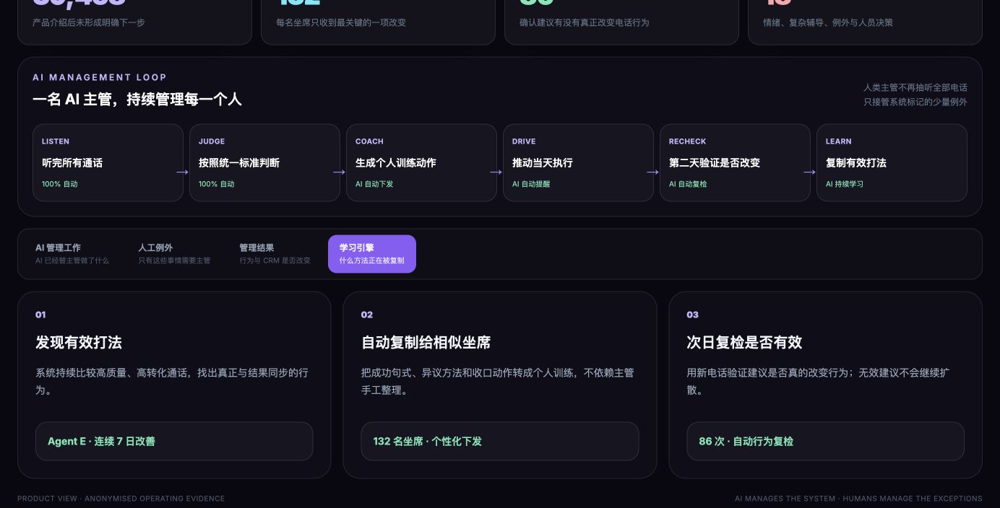 产品介绍后未形成明确下一步
每名坐席只收到最关键的一项改变
确认建议有没有真正改变电话行为
情绪、复杂辅导、例外与人员决策
AI MANAGEMENT LOOP
一名 AI 主管，持续管理每一个人
人类主管不再抽听全部电话
只接管系统标记的少量例外
LISTEN
听完所有通话
100% 自动
→
JUDGE
按照统一标准判断
100% 自动
→
COACH
生成个人训练动作
AI 自动下发
→
DRIVE
推动当天执行
AI 自动提醒
→
RECHECK
第二天验证是否改变
AI 自动复检
→
LEARN
复制有效打法
AI 持续学习
AI 管理工作
AI 已经替主管做了什么
人工例外
只有这些事情需要主管
管理结果
行为与 CRM 是否改变
学习引擎
什么方法正在被复制
01
发现有效打法
系统持续比较高质量、高转化通话，找出真正与结果同步的行
为。
Agent E · 连续 7 日改善
02
自动复制给相似坐席
把成功句式、异议方法和收口动作转成个人训练，不依赖主管
手工整理。
132 名坐席 · 个性化下发
03
次日复检是否有效
用新电话验证建议是否真的改变行为；无效建议不会继续扩
散。
86 次 · 自动行为复检
PRODUCT VIEW · ANONYMISED OPERATING EVIDENCE
AI MANAGES THE SYSTEM · HUMANS MANAGE THE EXCEPTIONS